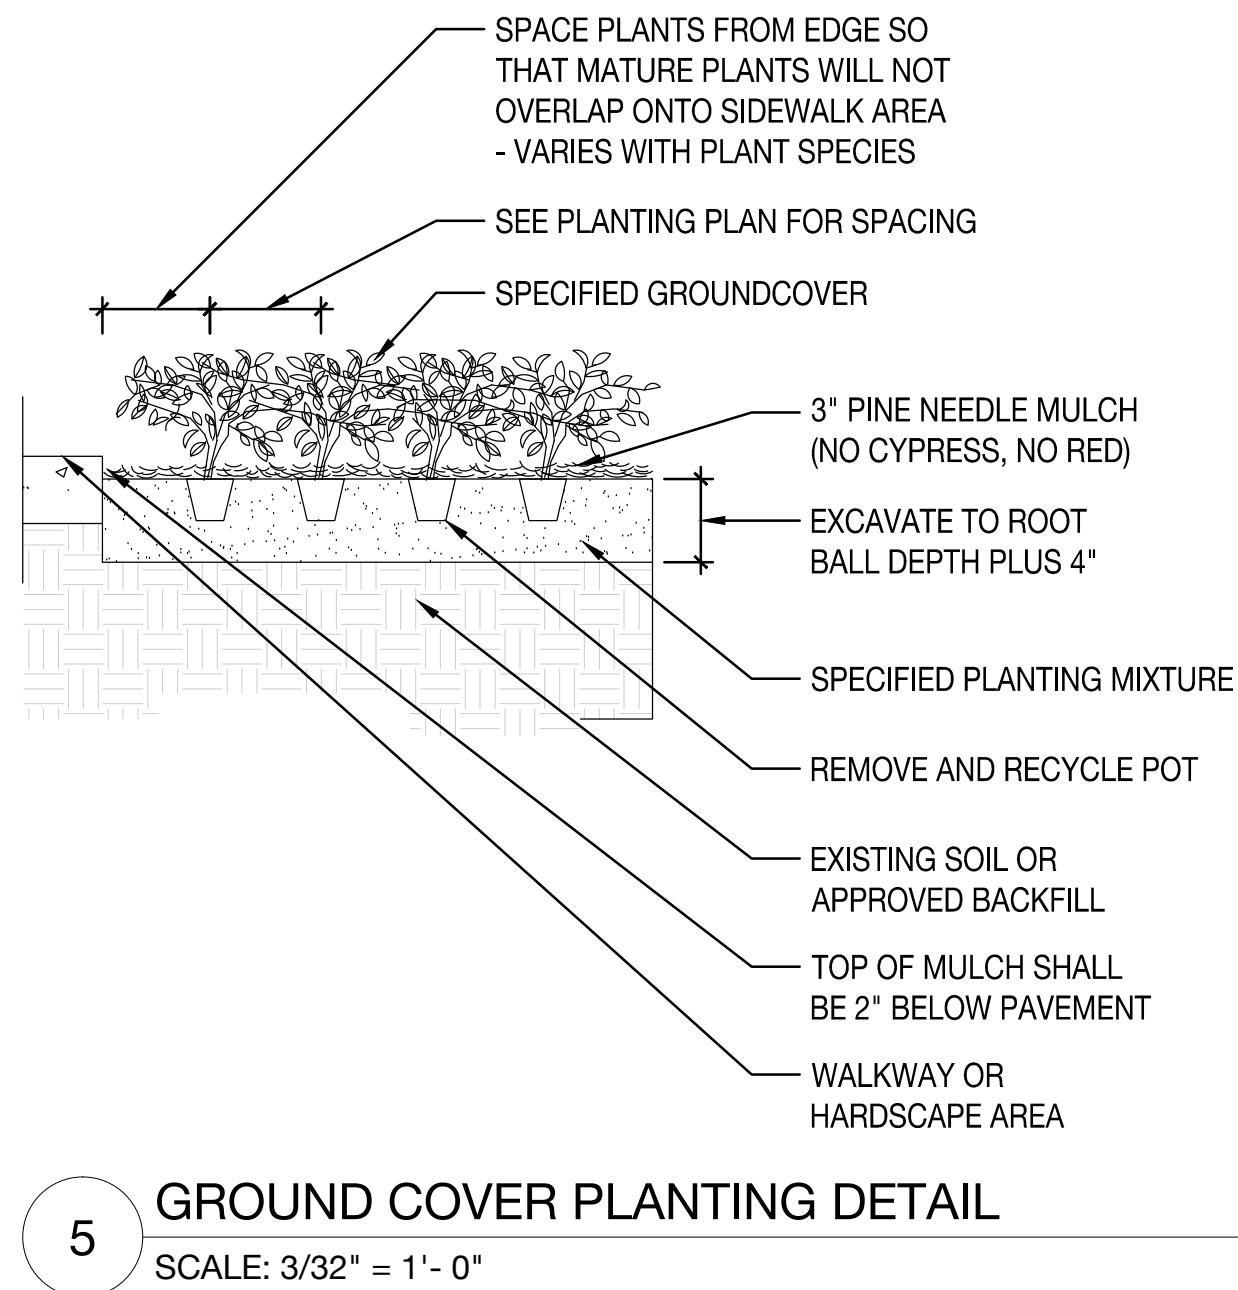 SPACE PLANTS FROM EDGE SO
THAT MATURE PLANTS WILL NOT
OVERLAP ONTO SIDEWALK AREA
- VARIES WITH PLANT SPECIES
SEE PLANTING PLAN FOR SPACING
SPECIFIED GROUNDCOVER
3" PINE NEEDLE MULCH
(NO CYPRESS, NO RED)
EXCAVATE TO ROOT
BALL DEPTH PLUS 4"
SPECIFIED PLANTING MIXTURE
REMOVE AND RECYCLE POT
EXISTING SOIL OR
APPROVED BACKFILL
TOP OF MULCH SHALL
BE 2" BELOW PAVEMENT
WALKWAY OR
HARDSCAPE AREA
5
GROUND COVER PLANTING DETAIL
SCALE: 3/32" = 1'- 0"